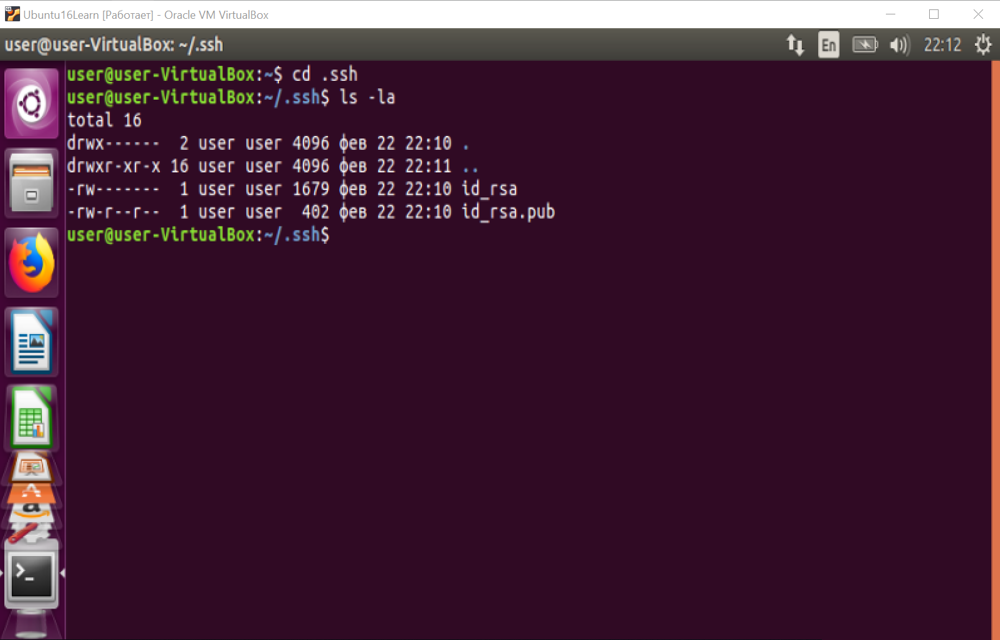 Ubuntu16Learn [Работает] - Oracle VM VirtualBox
user@user-VirtualBox: ~/.ssh
En
22:12
user@user-VirtualBox:~$ cd .ssh
user@user-VirtualBox:~/.ssh$ ls -la
total 16
drwx------  2 user user 4096 фев 22 22:10 .
drwxr-xr-x 16 user user 4096 фев 22 22:11 ..
-rw-------  1 user user 1679 фев 22 22:10 id_rsa
-rw-r--r--  1 user user  402 фев 22 22:10 id_rsa.pub
user@user-VirtualBox:~/.ssh$